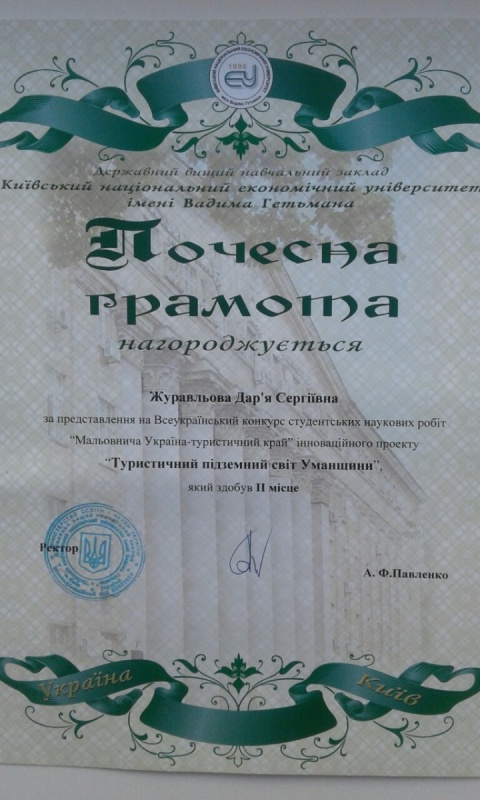 1906
Державний вищий навчальний заклад
Київський національний економічний університет
імені Вадима Гетьмана
Почесна
грамота
нагороджується
Журавльова Дар'я Сергіївна
за представлення на Всеукраїнський конкурс студентських наукових робіт
"Мальовнича Україна-туристичний край" інноваційного проекту
"Туристичний підземний світ Уманщини",
який здобув ІІ місце
Ректор
А. Ф.Павленко
Україна
Київ